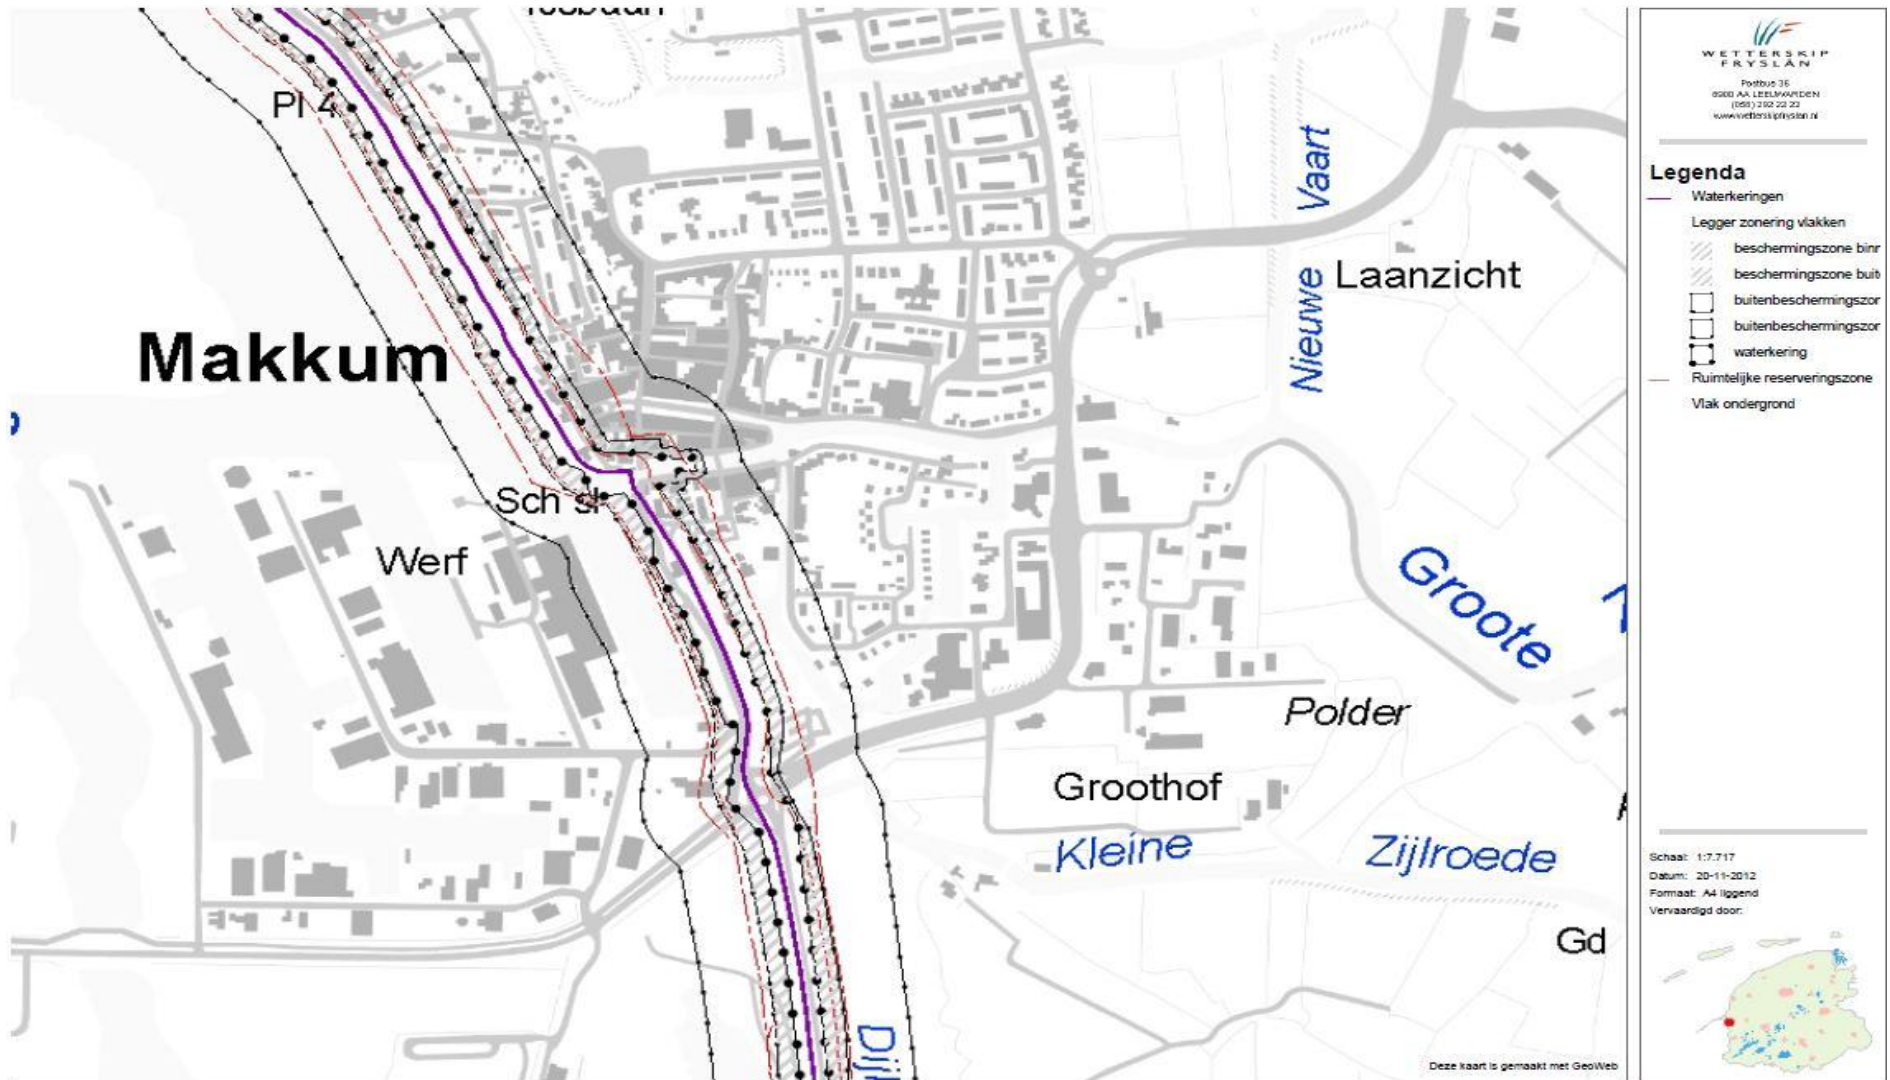 Pl 4
Makkum
Sch sl
Werf
Nieuwe Vaart
Laanzicht
Groote
Polder
Groothof
Kleine Zijlroede
Gd
Deze kaart is gemaakt met GeoWeb
WETTERSKIP
FRYSLÂN
Postbus 36
8900 AA LEEUWARDEN
(058) 292 22 22
www.wetterskipfryslan.nl
Legenda
Waterkeringen
Legger zonering vlakken
beschermingszone binn
beschermingszone buit
buitenbeschermingszor
buitenbeschermingszor
waterkering
Ruimtelijke reserveringszone
Vlak ondergrond
Schaal: 1:7.717
Datum: 20-11-2012
Formaat: A4 liggend
Vervaardigd door: